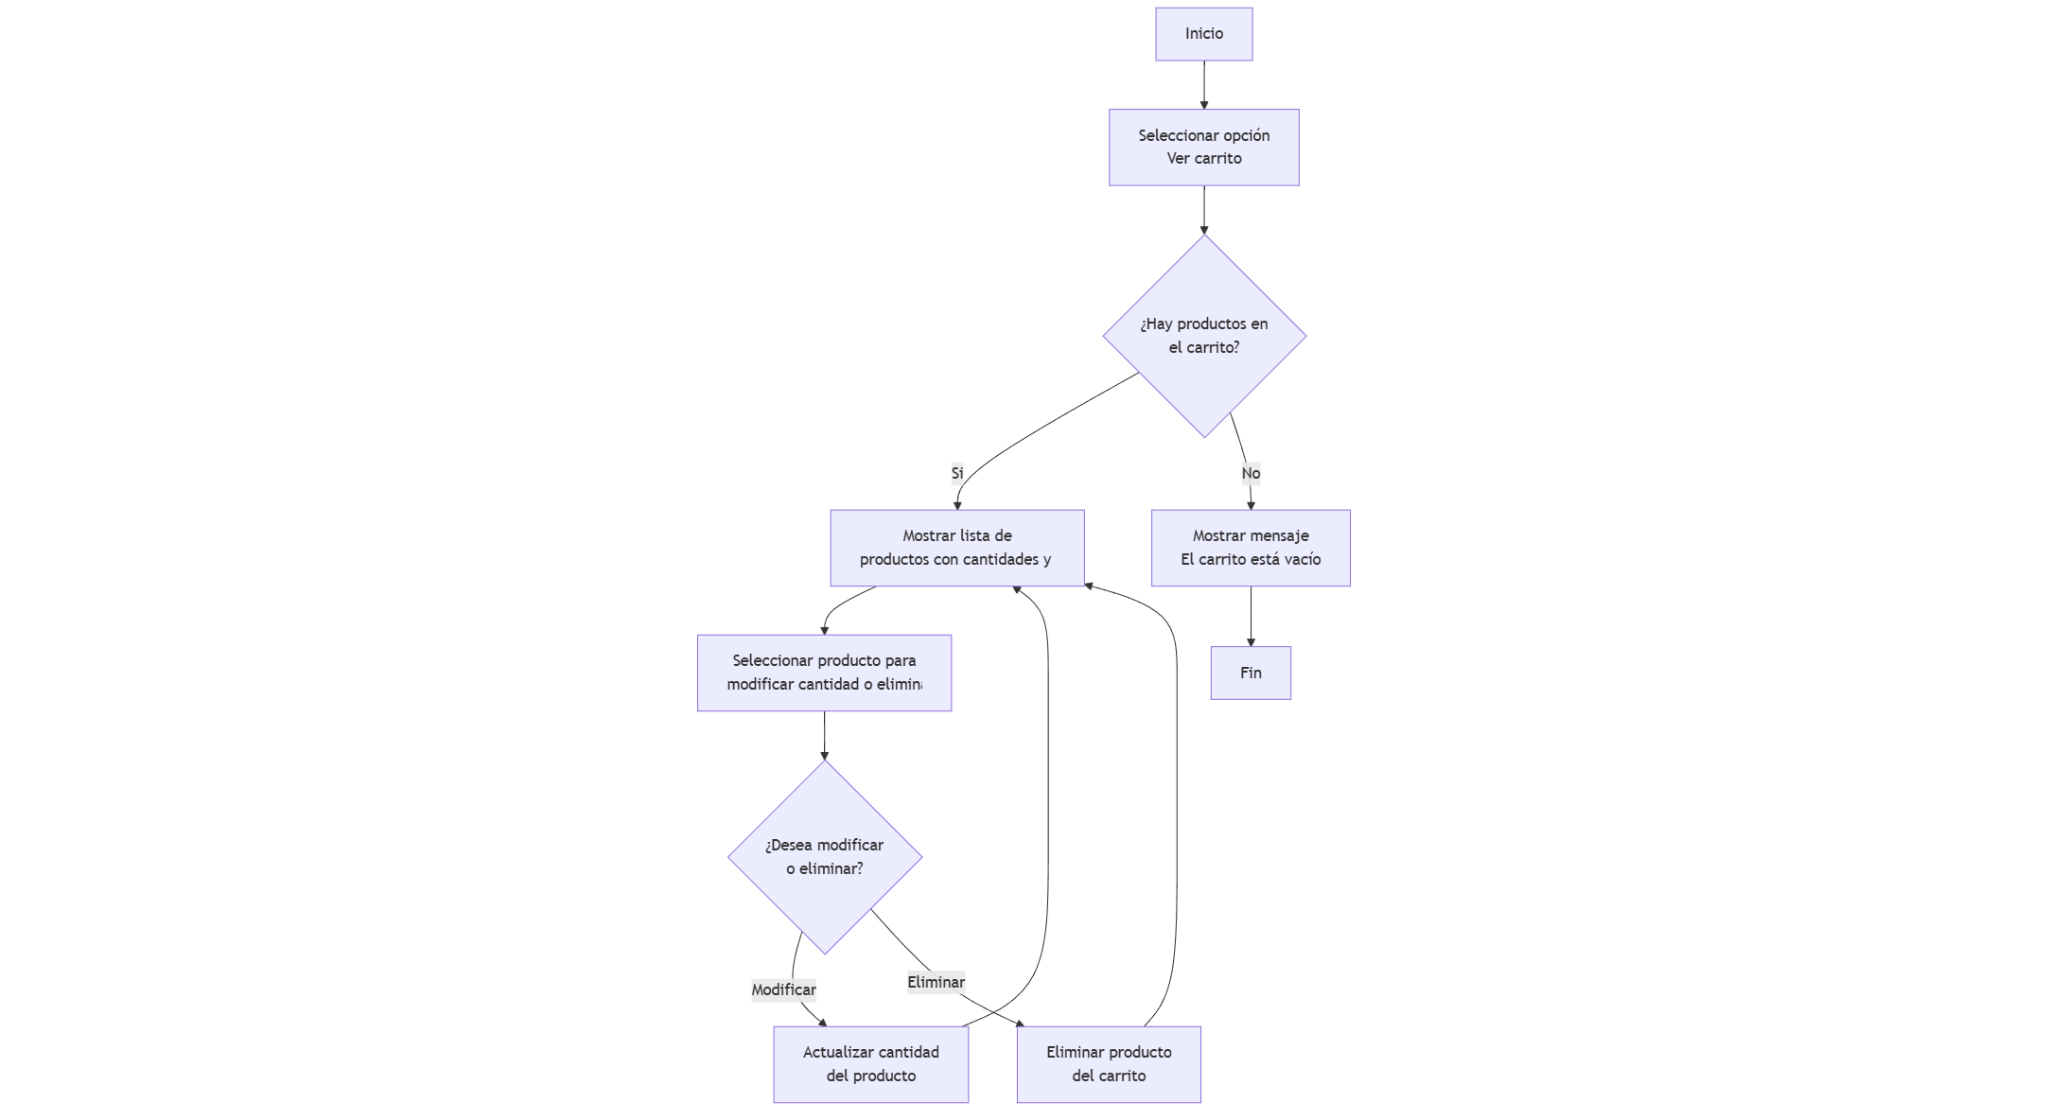 Inicio
Seleccionar opción
Ver carrito
¿Hay productos en
el carrito?
Si
No
Mostrar lista de
productos con cantidades y
Mostrar mensaje
El carrito está vacío
Seleccionar producto para
modificar cantidad o elimin
Fin
¿Desea modificar
o eliminar?
Eliminar
Modificar
Actualizar cantidad
del producto
Eliminar producto
del carrito